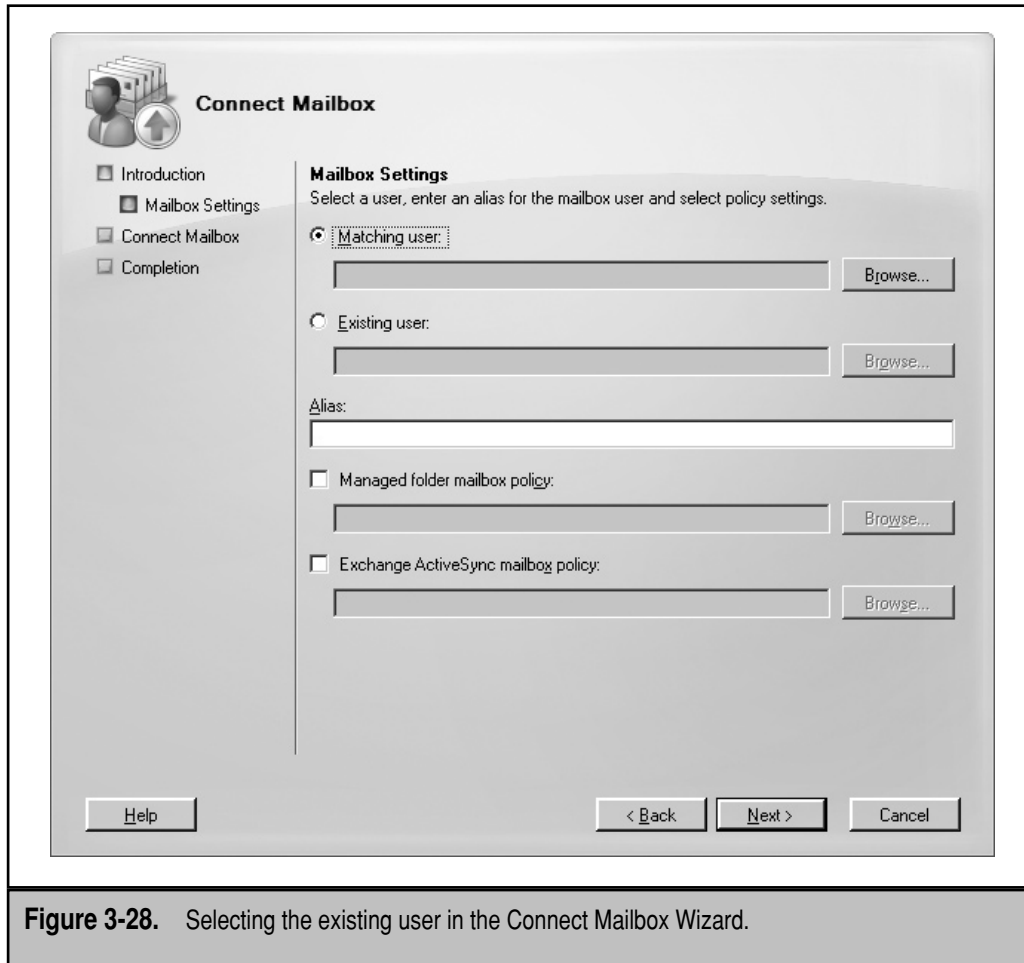 Connect Mailbox
Introduction
Mailbox Settings
Connect Mailbox
Completion
Mailbox Settings
Select a user, enter an alias for the mailbox user and select policy settings.
Matching user:
Browse...
Existing user:
Browse...
Alias:
Managed folder mailbox policy:
Browse...
Exchange ActiveSync mailbox policy:
Browse...
Help
< Back
Next >
Cancel
Figure 3-28. Selecting the existing user in the Connect Mailbox Wizard.